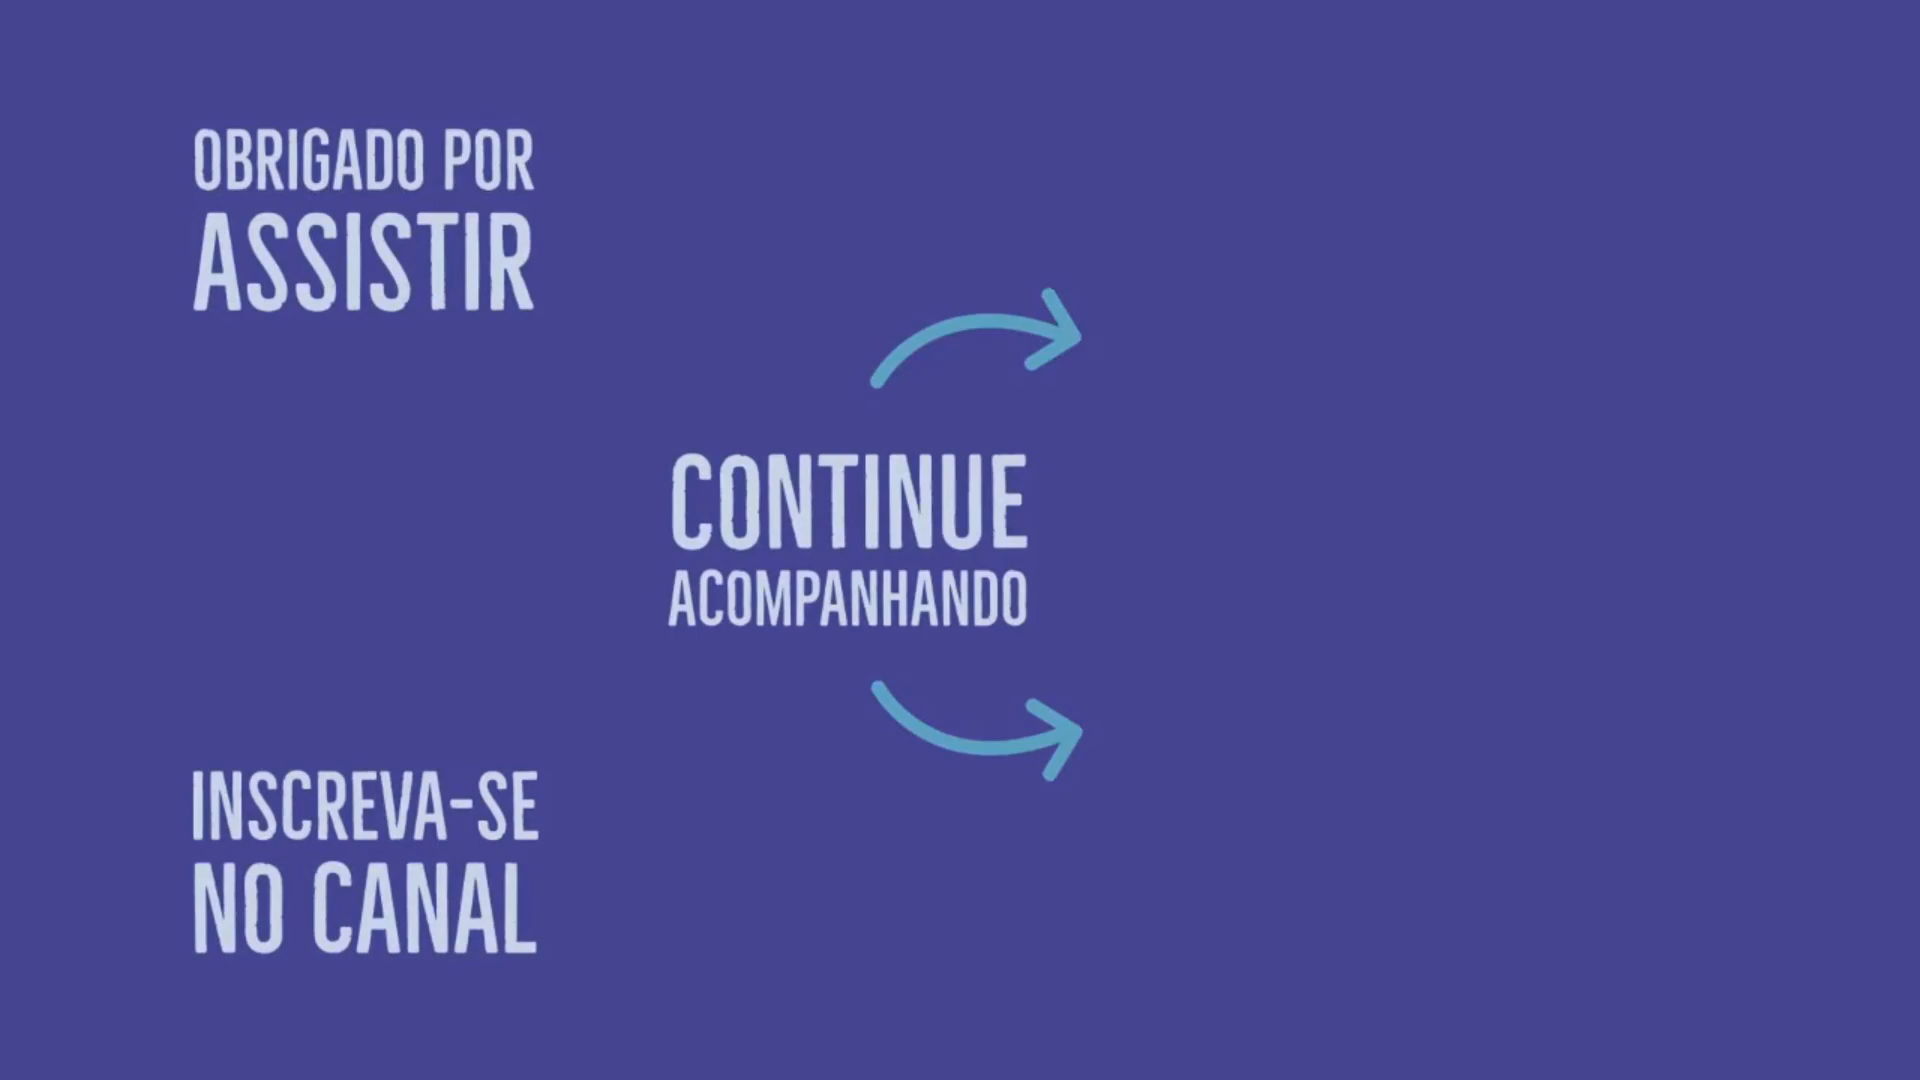 OBRIGADO POR
ASSISTIR
CONTINUE
ACOMPANHANDO
INSCREVA-SE
NO CANAL